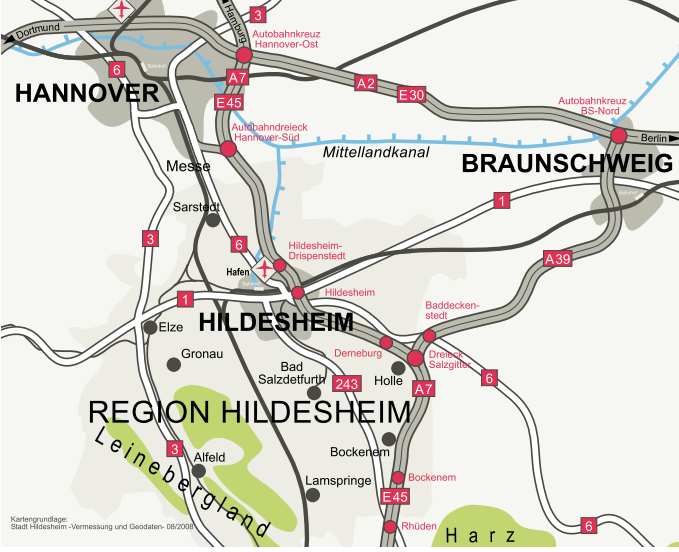 Dortmund
Hamburg
3
Autobahnkreuz
Hannover-Ost
6
Bahnhof
A7
A2
E30
E45
HANNOVER
Autobahnkreuz
BS-Nord
Autobahndreieck
Hannover-Süd
Berlin
Mittellandkanal
BRAUNSCHWEIG
Messe
Bahnhof
1
Sarstedt
3
6
Hildesheim-
Drispenstedt
A39
Hafen
Bahnhof
Hildesheim
1
Baddecken-
stedt
HILDESHEIM
Elze
Gronau
Derneburg
Dreieck
Salzgitter
Bad
Salzdetfurth
243
Holle
A7
6
REGION HILDESHEIM
Leinebergland
3
Alfeld
Bockenem
Lamspringe
Bockenem
E45
Rhüden
Harz
6
Kartengrundlage:
Stadt Hildesheim -Vermessung und Geodaten- 08/2008